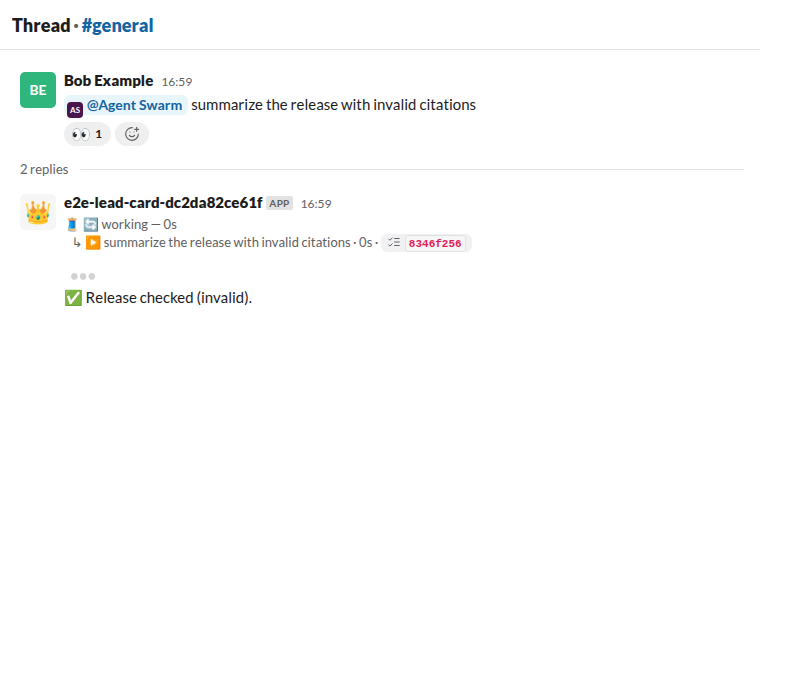 Thread · #general
BE
Bob Example 16:59
AS @Agent Swarm summarize the release with invalid citations
1
2 replies
e2e-lead-card-dc2da82ce61f APP 16:59
working — 0s
↳ summarize the release with invalid citations · 0s · 8346f256
Release checked (invalid).